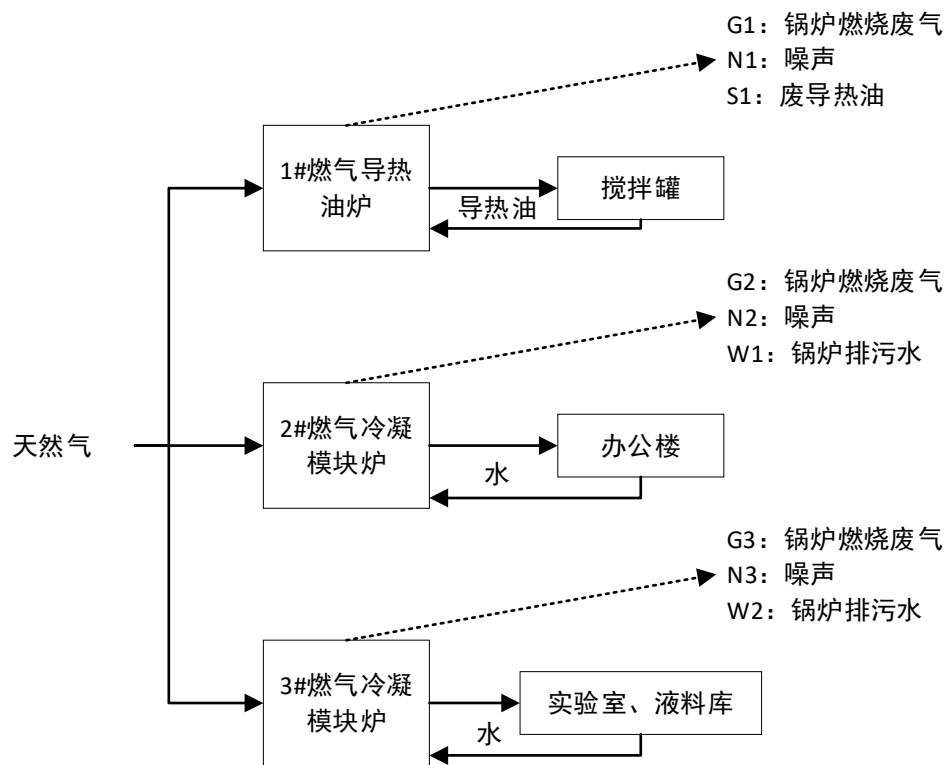 G1：锅炉燃烧废气
N1：噪声
S1：废导热油
1#燃气导热
油炉
搅拌罐
导热油
G2：锅炉燃烧废气
N2：噪声
W1：锅炉排污水
天然气
2#燃气冷凝
模块炉
办公楼
水
G3：锅炉燃烧废气
N3：噪声
W2：锅炉排污水
3#燃气冷凝
模块炉
实验室、液料库
水